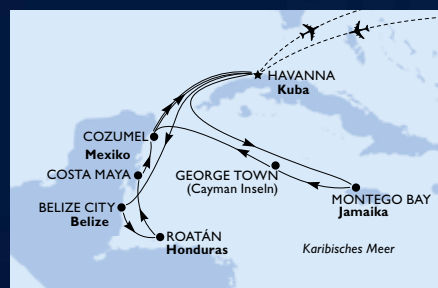 HAVANNA
Kuba
COZUMEL
Mexiko
COSTA MAYA
GEORGE TOWN
(Cayman Inseln)
MONTEGO BAY
Jamaika
BELIZE CITY
Belize
ROATÁN
Honduras
Karibisches Meer